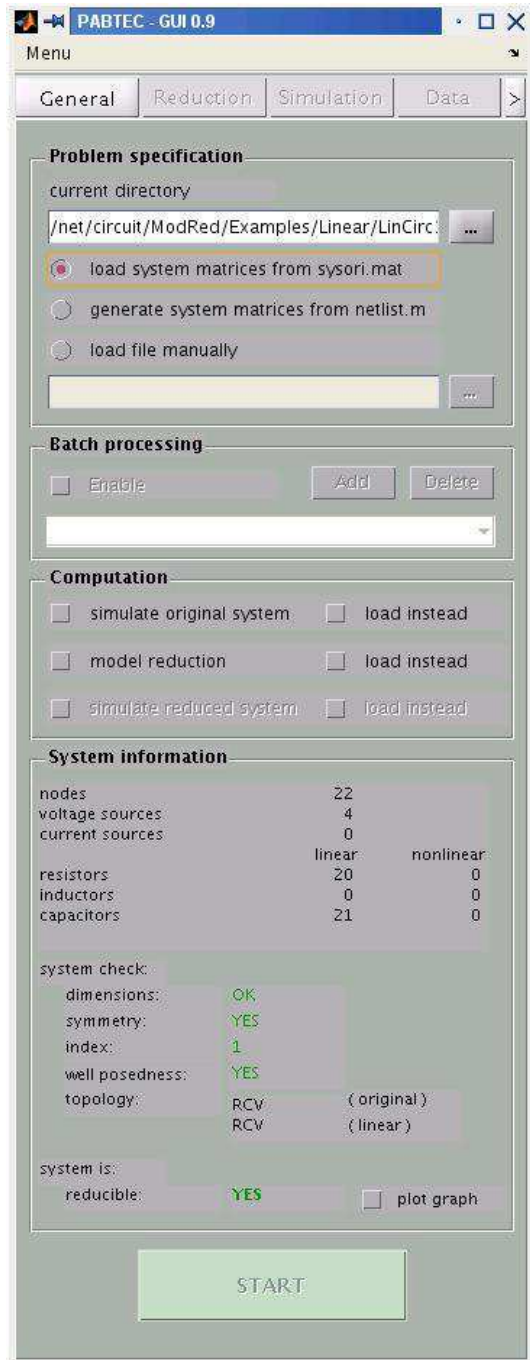 PABTEC - GUI 0.9
Menu
General Reduction Simulation Data >
Problem specification
current directory
/net/circuit/ModRed/Examples/Linear/LinCirc ...
load system matrices from sysori.mat
generate system matrices from netlist.m
load file manually
...
Batch processing
Enable Add Delete
Computation
simulate original system load instead
model reduction load instead
simulate reduced system load instead
System information
nodes 22
voltage sources 4
current sources 0
linear nonlinear
resistors 20 0
inductors 0 0
capacitors 21 0
system check:
dimensions: OK
symmetry: YES
index: 1
well posedness: YES
topology: RCV ( original )
RCV ( linear )
system is:
reducible: YES plot graph
START